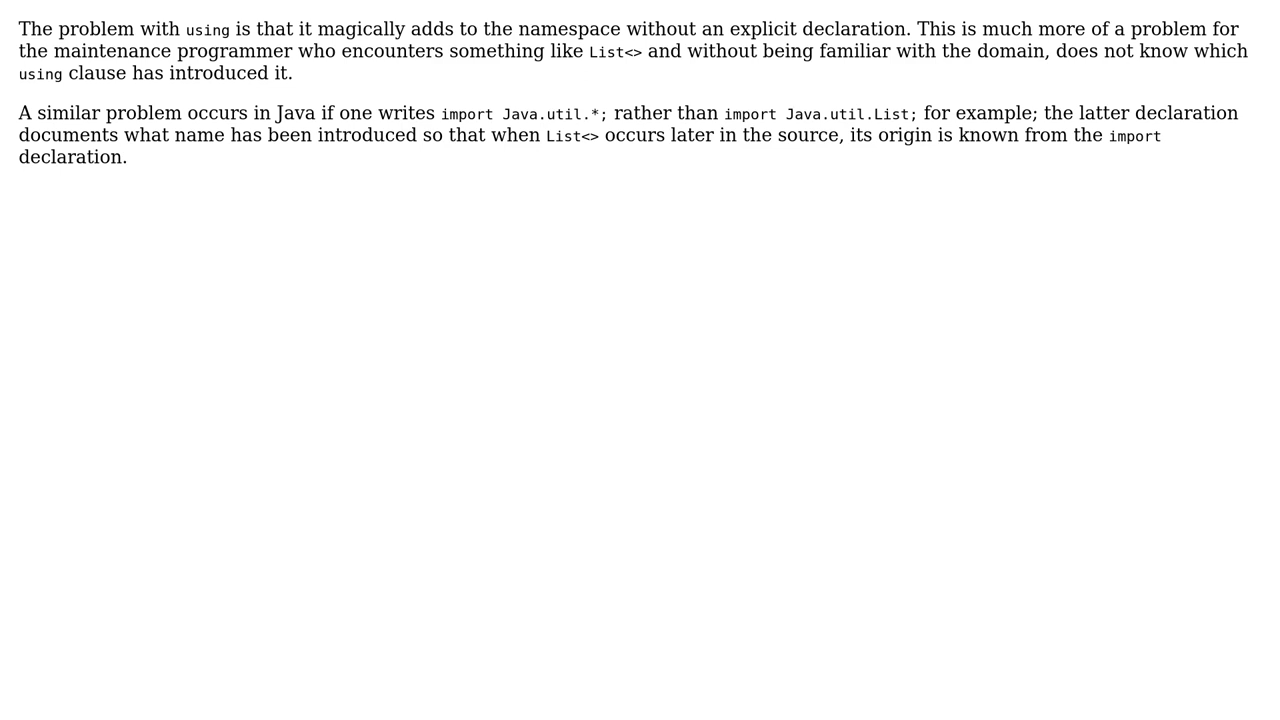 The problem with using is that it magically adds to the namespace without an explicit declaration. This is much more of a problem for
the maintenance programmer who encounters something like List<> and without being familiar with the domain, does not know which
using clause has introduced it.
A similar problem occurs in Java if one writes import Java.util.*; rather than import Java.util.List; for example; the latter declaration
documents what name has been introduced so that when List<> occurs later in the source, its origin is known from the import
declaration.